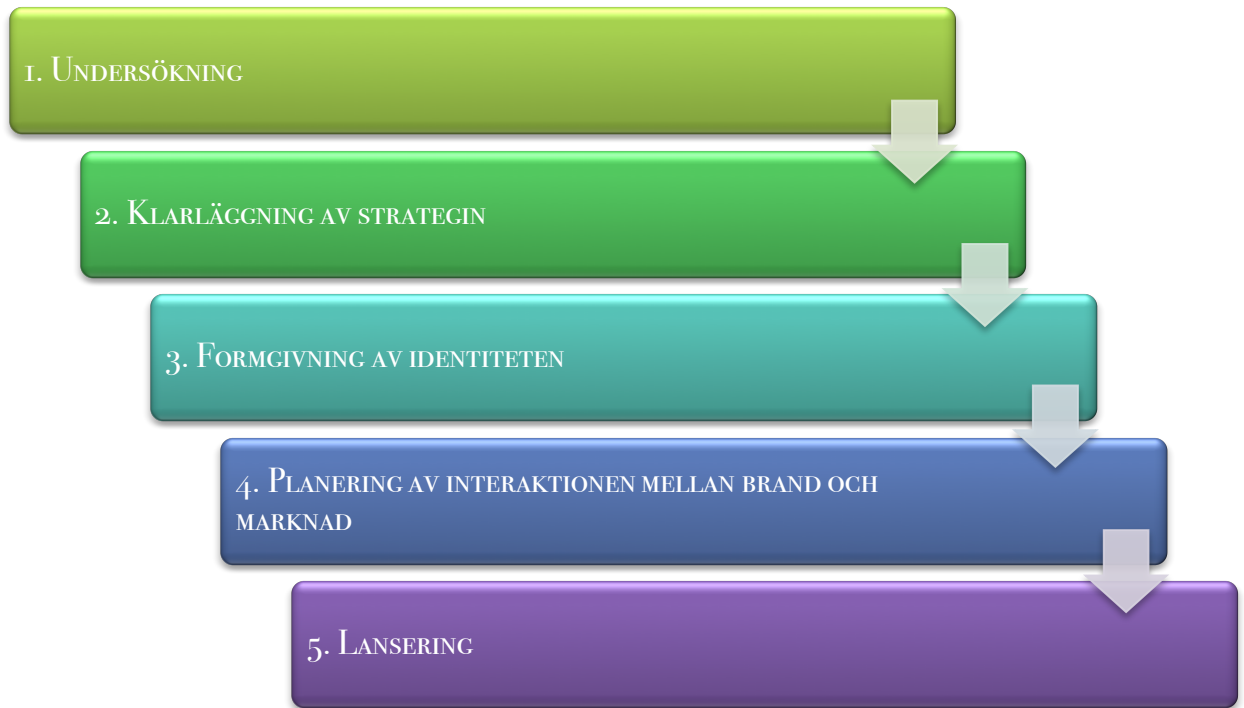 1. Undersökning
2. Klarläggning av strategin
3. Formgivning av identiteten
4. Planering av interaktionen mellan brand och
marknad
5. Lansering